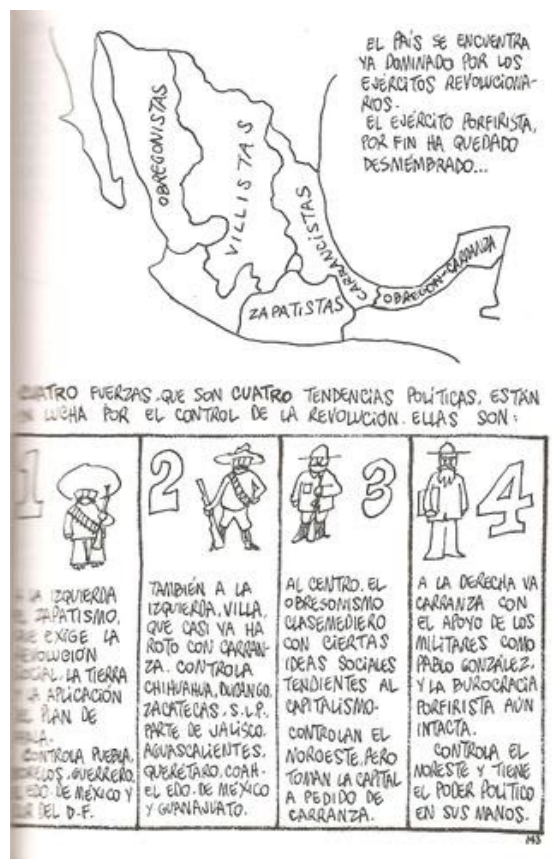 EL PAÍS SE ENCUENTRA
YA DOMINADO POR LOS
EJÉRCITOS REVOLUCIONA-
RIOS.
EL EJÉRCITO PORFIRISTA,
POR FIN HA QUEDADO
DESMEMBRADO...
OBREGONISTAS
VILLISTAS
CARRANCISTAS
OBREGON-CARRANZA
ZAPATISTAS
CUATRO FUERZAS, QUE SON CUATRO TENDENCIAS POLÍTICAS, ESTÁN
EN LUCHA POR EL CONTROL DE LA REVOLUCIÓN. ELLAS SON:
1
A LA IZQUIERDA
EL ZAPATISMO,
QUE EXIGE LA
REVOLUCIÓN
SOCIAL, LA TIERRA
Y LA APLICACIÓN
DEL PLAN DE
AYALA.
CONTROLA PUEBLA,
MORELOS, GUERRERO,
EL EDO. DE MÉXICO Y
SUR DEL D.F.
2
TAMBIÉN A LA
IZQUIERDA, VILLA,
QUE CASI YA HA
ROTO CON CARRAN-
ZA. CONTROLA
CHIHUAHUA, DURANGO,
ZACATECAS, S.L.P.,
PARTE DE JALISCO,
AGUASCALIENTES,
QUERÉTARO, COAH.
EL EDO. DE MÉXICO
Y GUANAJUATO.
3
AL CENTRO, EL
OBREGONISMO
CLASEMEDIERO
CON CIERTAS
IDEAS SOCIALES
TENDIENTES AL
CAPITALISMO.
CONTROLAN EL
NOROESTE, PERO
TOMAN LA CAPITAL
A PEDIDO DE
CARRANZA.
4
A LA DERECHA VA
CARRANZA CON
EL APOYO DE LOS
MILITARES COMO
PABLO GONZÁLEZ,
Y LA BUROCRACIA
PORFIRISTA AÚN
INTACTA.
CONTROLA EL
NORESTE Y TIENE
EL PODER POLÍTICO
EN SUS MANOS.
143